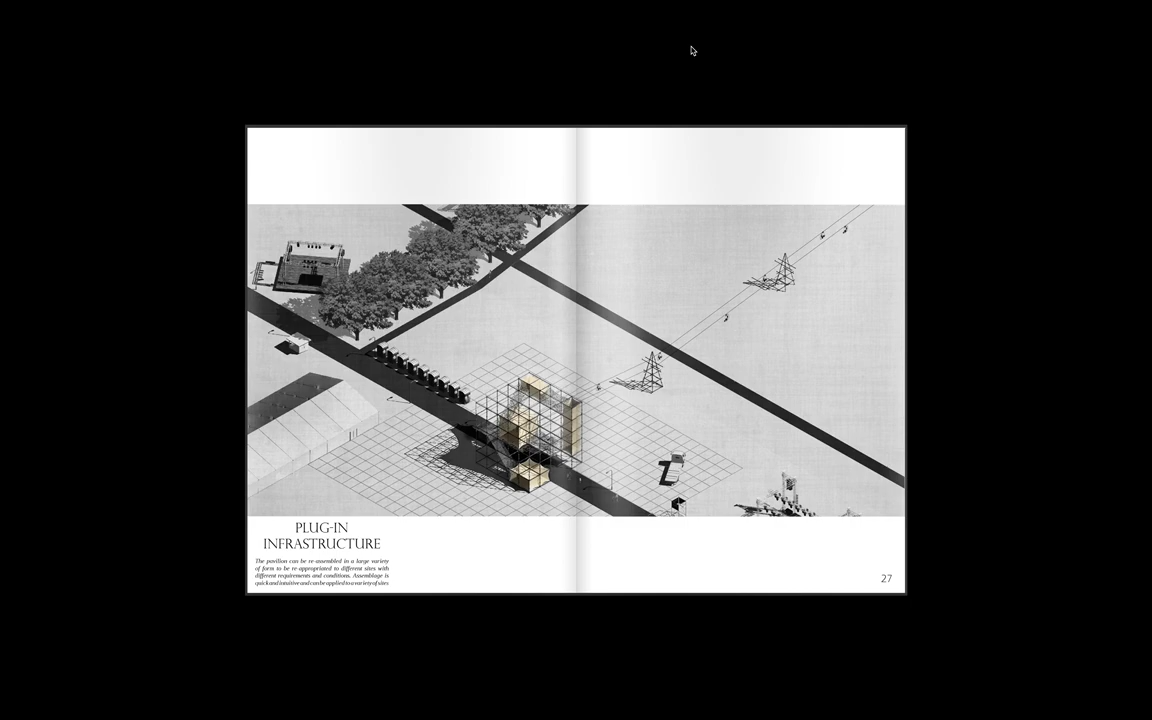 PLUG-IN
INFRASTRUCTURE
The pavilion can be re-assembled in a large variety
of form to be re-appropriated to different sites with
different requirements and conditions. Assemblage is
quick and intuitive and can be applied to a variety of sites
27